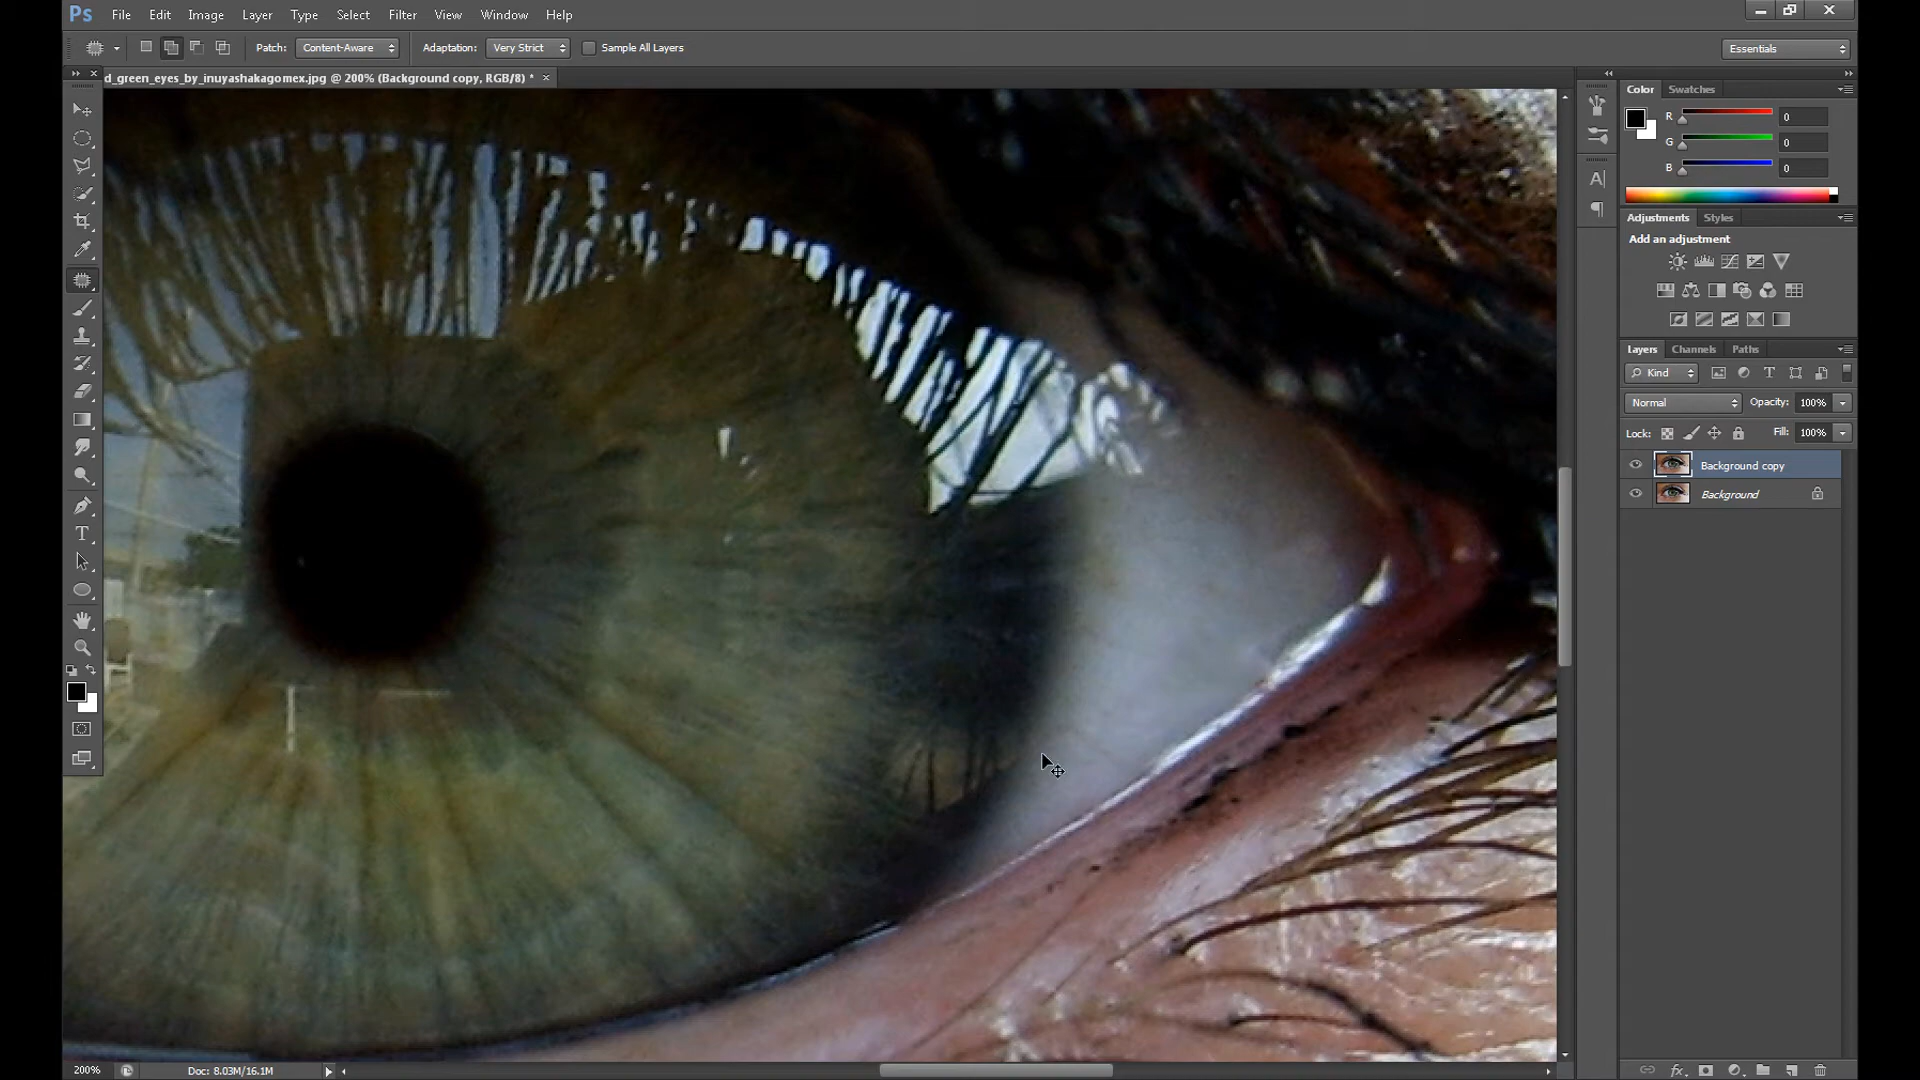 Ps File Edit Image Layer Type Select Filter View Window Help
Patch: Content-Aware Adaptation: Very Strict Sample All Layers Essentials
d_green_eyes_by_inuyashakagomex.jpg @ 200% (Background copy, RGB/8) * ×
Color Swatches
R 0
G 0
B 0
Adjustments Styles
Add an adjustment
Layers Channels Paths
Kind
Normal Opacity: 100%
Lock: Fill: 100%
Background copy
Background
200% Doc: 8.03M/16.1M